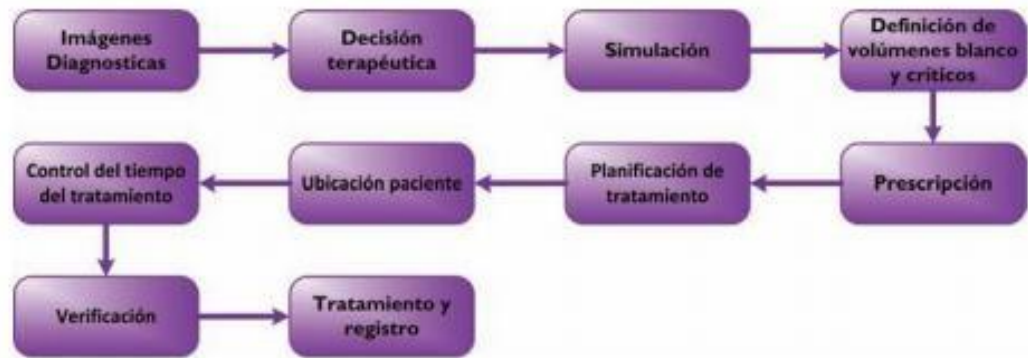 Imágenes
Diagnosticas
Decisión
terapéutica
Simulación
Definición de
volúmenes blanco
y críticos
Prescripción
Planificación de
tratamiento
Ubicación paciente
Control del tiempo
del tratamiento
Verificación
Tratamiento y
registro